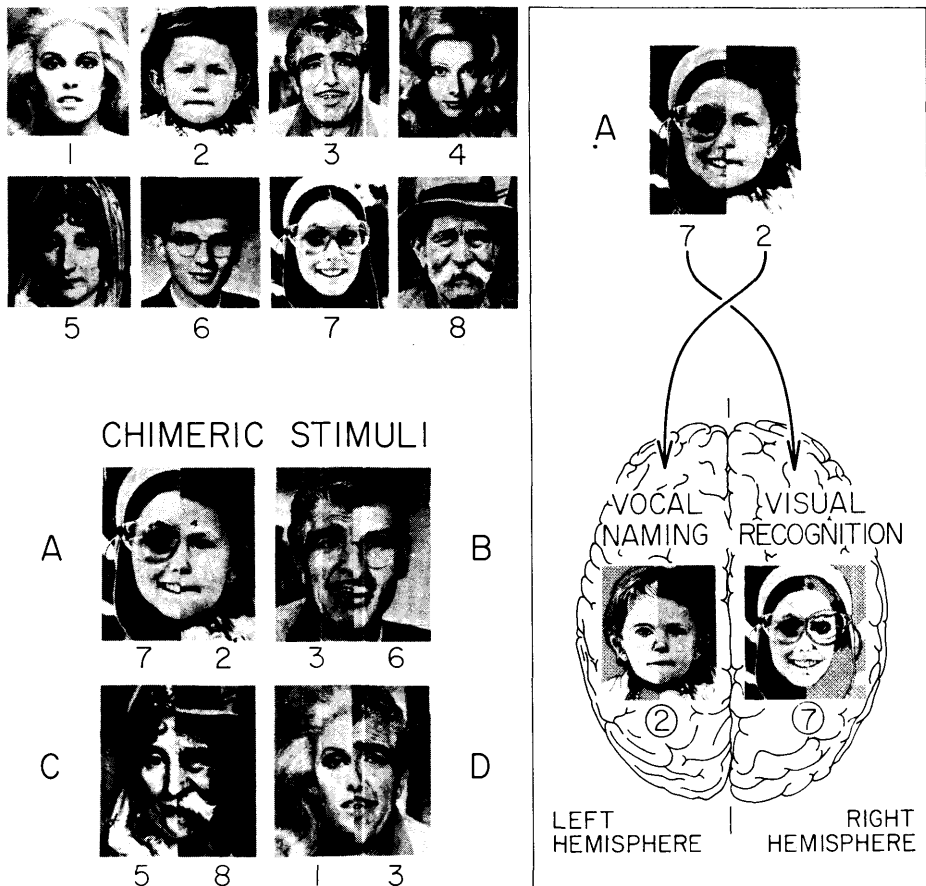 1 2 3 4
5 6 7 8
CHIMERIC STIMULI
A
7 2
B
3 6
C
5 8
D
1 3
A
7 2
VOCAL
NAMING
VISUAL
RECOGNITION
2
7
LEFT
HEMISPHERE
RIGHT
HEMISPHERE